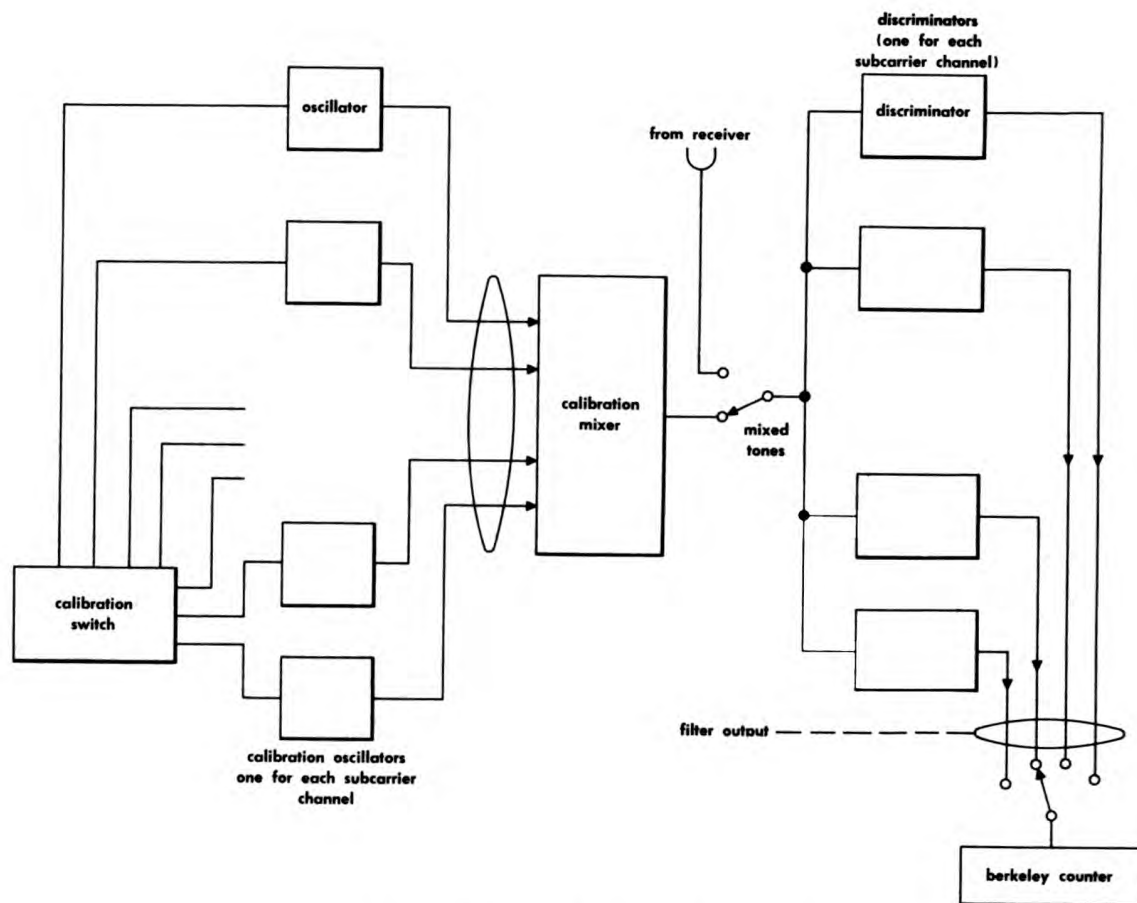 discriminators
(one for each
subcarrier channel)
oscillator
discriminator
from receiver
calibration
mixer
mixed
tones
calibration
switch
filter output
calibration oscillators
one for each subcarrier
channel
berkeley counter